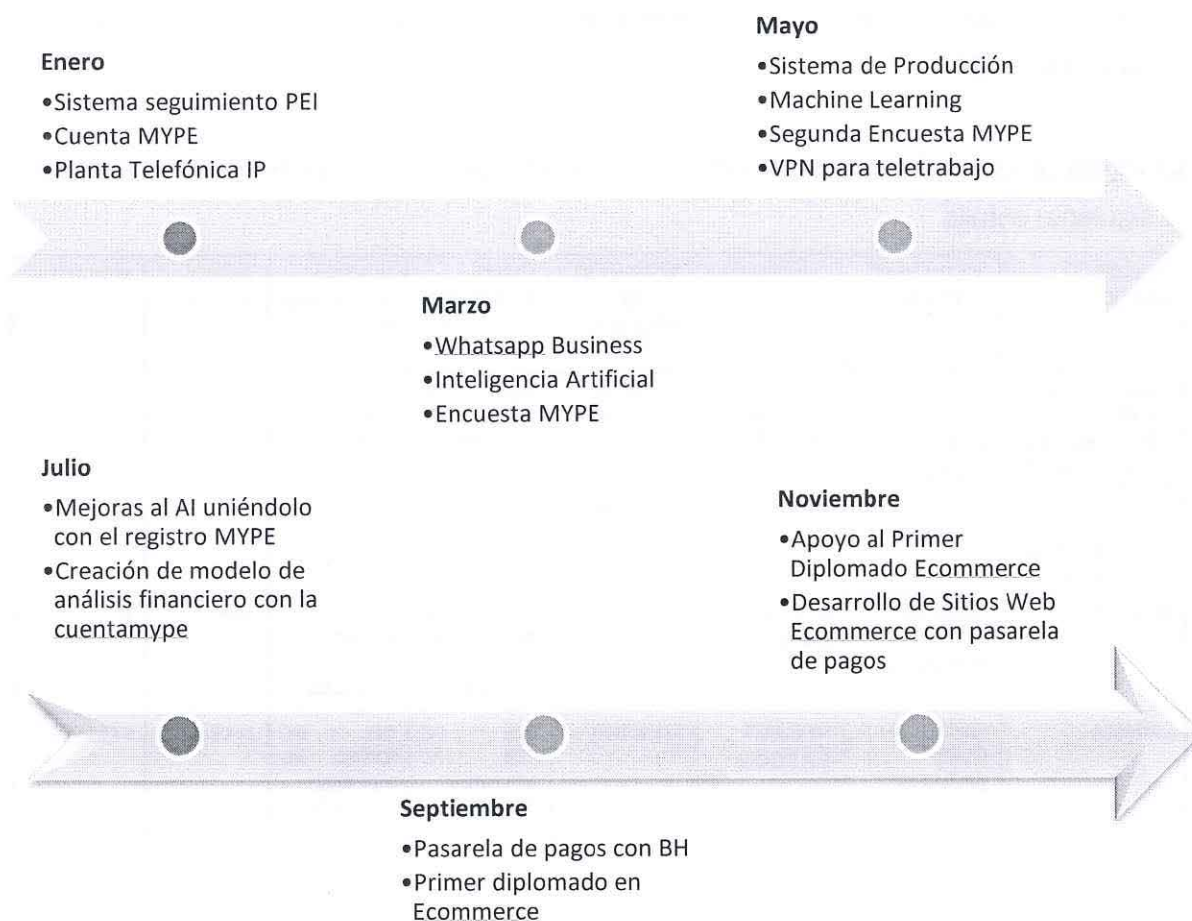 Enero
•Sistema seguimiento PEI
•Cuenta MYPE
•Planta Telefónica IP
Mayo
•Sistema de Producción
•Machine Learning
•Segunda Encuesta MYPE
•VPN para teletrabajo
Marzo
•Whatsapp Business
•Inteligencia Artificial
•Encuesta MYPE
Julio
•Mejoras al AI uniéndolo
con el registro MYPE
•Creación de modelo de
análisis financiero con la
cuentamype
Noviembre
•Apoyo al Primer
Diplomado Ecommerce
•Desarrollo de Sitios Web
Ecommerce con pasarela
de pagos
Septiembre
•Pasarela de pagos con BH
•Primer diplomado en
Ecommerce